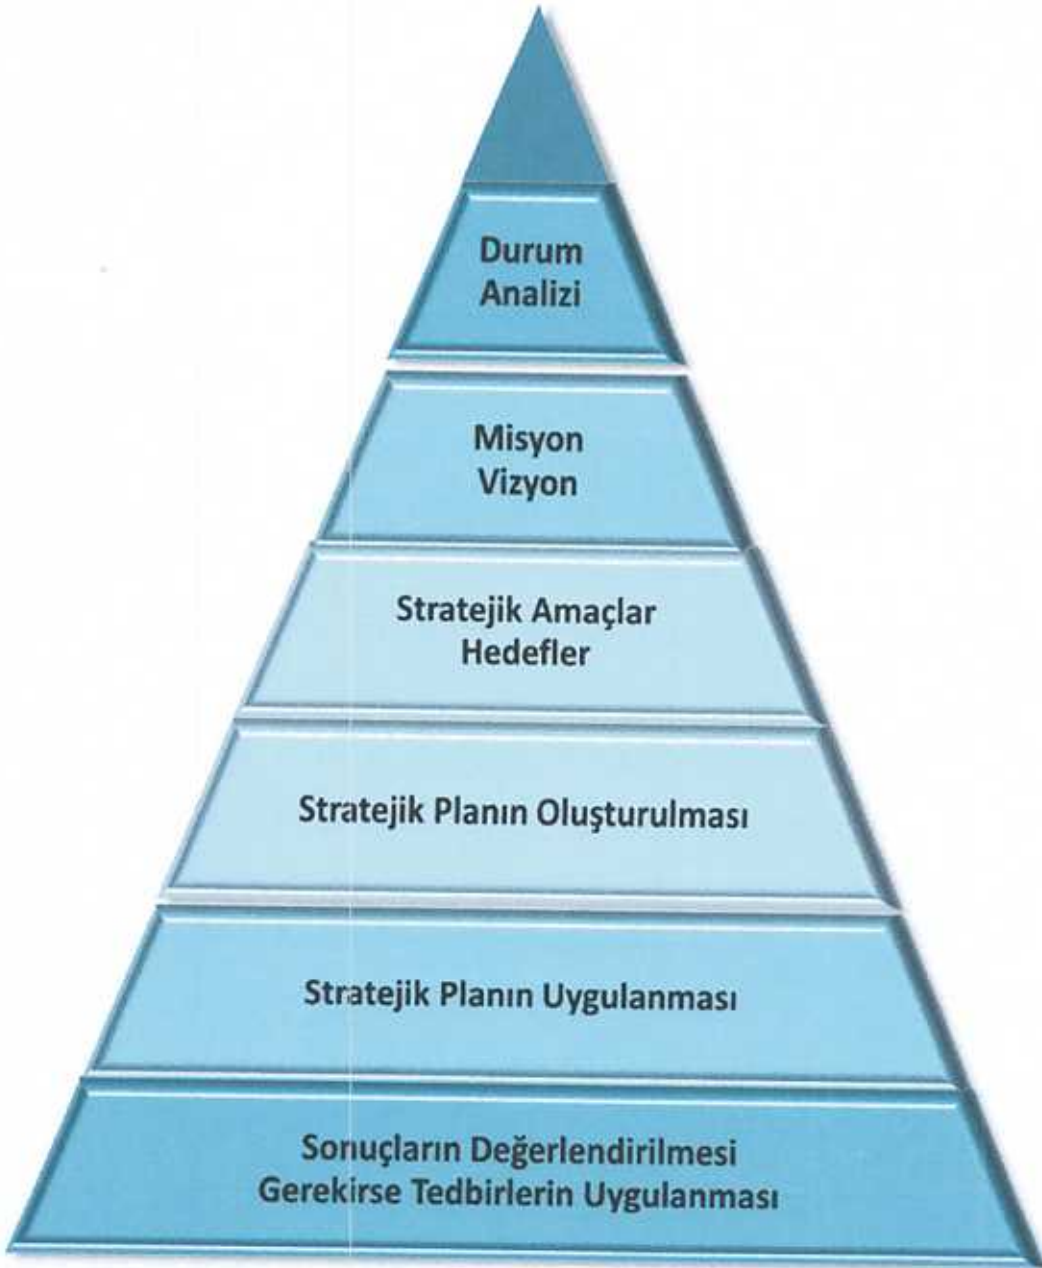 Durum
Analizi
Misyon
Vizyon
Stratejik Amaçlar
Hedefler
Stratejik Planın Oluşturulması
Stratejik Planın Uygulanması
Sonuçların Değerlendirilmesi
Gerekirse Tedbirlerin Uygulanması